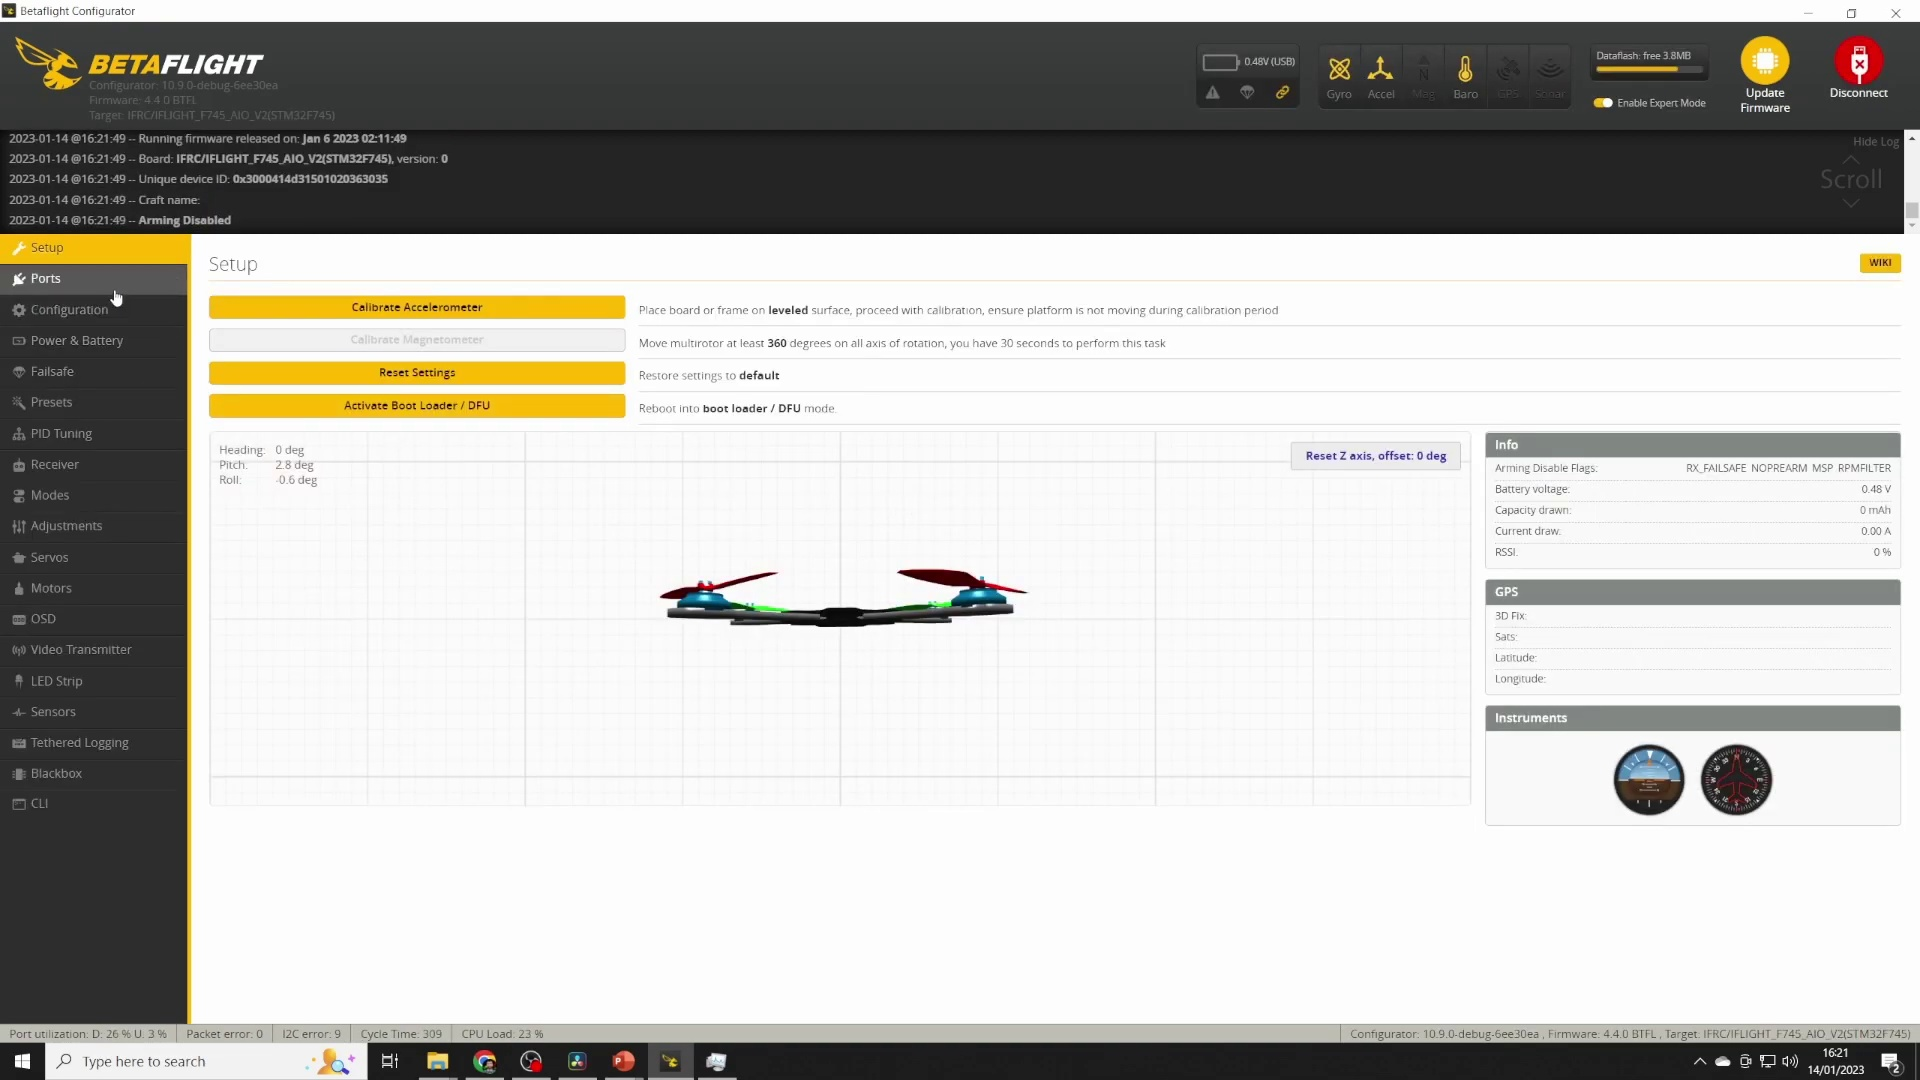 Betaflight Configurator
BETAFLIGHT
Configurator: 10.9.0-debug-6ee30ea
Firmware: 4.4.0 BTFL
Target: IFRC/IFLIGHT_F745_AIO_V2(STM32F745)
0.48V (USB)
Gyro
Accel
Mag
Baro
GPS
Sonar
Dataflash: free 3.8MB
Enable Expert Mode
Update
Firmware
Disconnect
2023-01-14 @16:21:49 -- Running firmware released on: Jan 6 2023 02:11:49
2023-01-14 @16:21:49 -- Board: IFRC/IFLIGHT_F745_AIO_V2(STM32F745), version: 0
2023-01-14 @16:21:49 -- Unique device ID: 0x3000414d31501020363035
2023-01-14 @16:21:49 -- Craft name:
2023-01-14 @16:21:49 -- Arming Disabled
Hide Log
Scroll
Setup
Ports
Configuration
Power & Battery
Failsafe
Presets
PID Tuning
Receiver
Modes
Adjustments
Servos
Motors
OSD
Video Transmitter
LED Strip
Sensors
Tethered Logging
Blackbox
CLI
Setup
WIKI
Calibrate Accelerometer
Place board or frame on leveled surface, proceed with calibration, ensure platform is not moving during calibration period
Calibrate Magnetometer
Move multirotor at least 360 degrees on all axis of rotation, you have 30 seconds to perform this task
Reset Settings
Restore settings to default
Activate Boot Loader / DFU
Reboot into boot loader / DFU mode.
Heading: 0 deg
Pitch: 2.8 deg
Roll: -0.6 deg
Reset Z axis, offset: 0 deg
Info
Arming Disable Flags: RX_FAILSAFE NOPREARM MSP RPMFILTER
Battery voltage: 0.48 V
Capacity drawn: 0 mAh
Current draw: 0.00 A
RSSI: 0 %
GPS
3D Fix:
Sats:
Latitude:
Longitude:
Instruments
Port utilization: D: 26 % U: 3 %
Packet error: 0
I2C error: 9
Cycle Time: 309
CPU Load: 23 %
Configurator: 10.9.0-debug-6ee30ea , Firmware: 4.4.0 BTFL , Target: IFRC/IFLIGHT_F745_AIO_V2(STM32F745)
Type here to search
16:21
14/01/2023
2